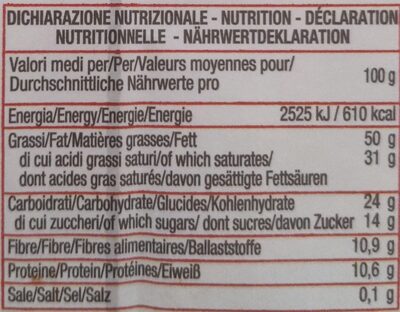 DICHIARAZIONE NUTRIZIONALE - NUTRITION - DÉCLARATION
NUTRITIONNELLE - NÄHRWERTDEKLARATION
Valori medi per/Per/Valeurs moyennes pour/
Durchschnittliche Nährwerte pro 100 g
Energia/Energy/Énergie/Energie 2525 kJ / 610 kcal
Grassi/Fat/Matières grasses/Fett 50 g
di cui acidi grassi saturi/of which saturates/ 31 g
dont acides gras saturés/davon gesättigte Fettsäuren
Carboidrati/Carbohydrate/Glucides/Kohlenhydrate 24 g
di cui zuccheri/of which sugars/ dont sucres/davon Zucker 14 g
Fibre/Fibre/Fibres alimentaires/Ballaststoffe 10,9 g
Proteine/Protein/Protéines/Eiweiß 10,6 g
Sale/Salt/Sel/Salz 0,1 g